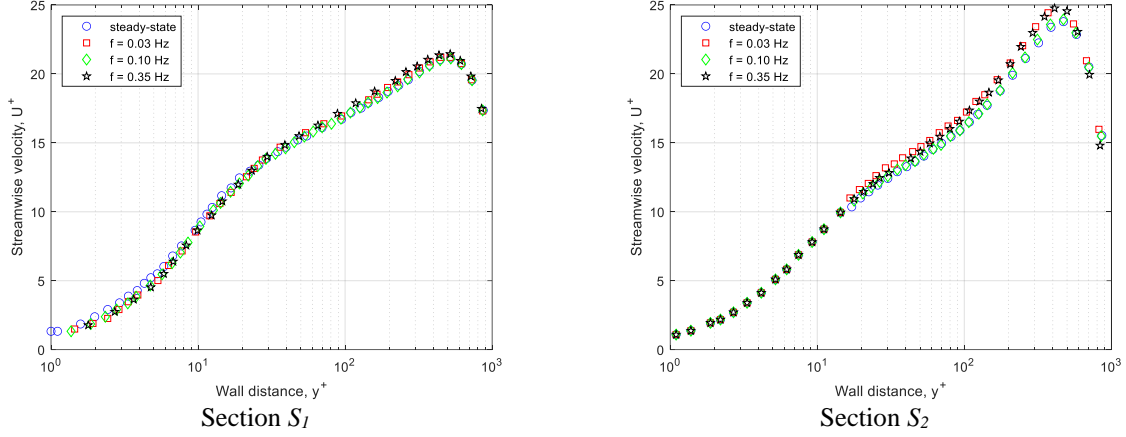 25
20
15
10
5
0
Streamwise velocity, U+
steady-state
f = 0.03 Hz
f = 0.10 Hz
f = 0.35 Hz
10^0
10^1
10^2
10^3
Wall distance, y+
Section S1
25
20
15
10
5
0
Streamwise velocity, U+
steady-state
f = 0.03 Hz
f = 0.10 Hz
f = 0.35 Hz
10^0
10^1
10^2
10^3
Wall distance, y+
Section S2